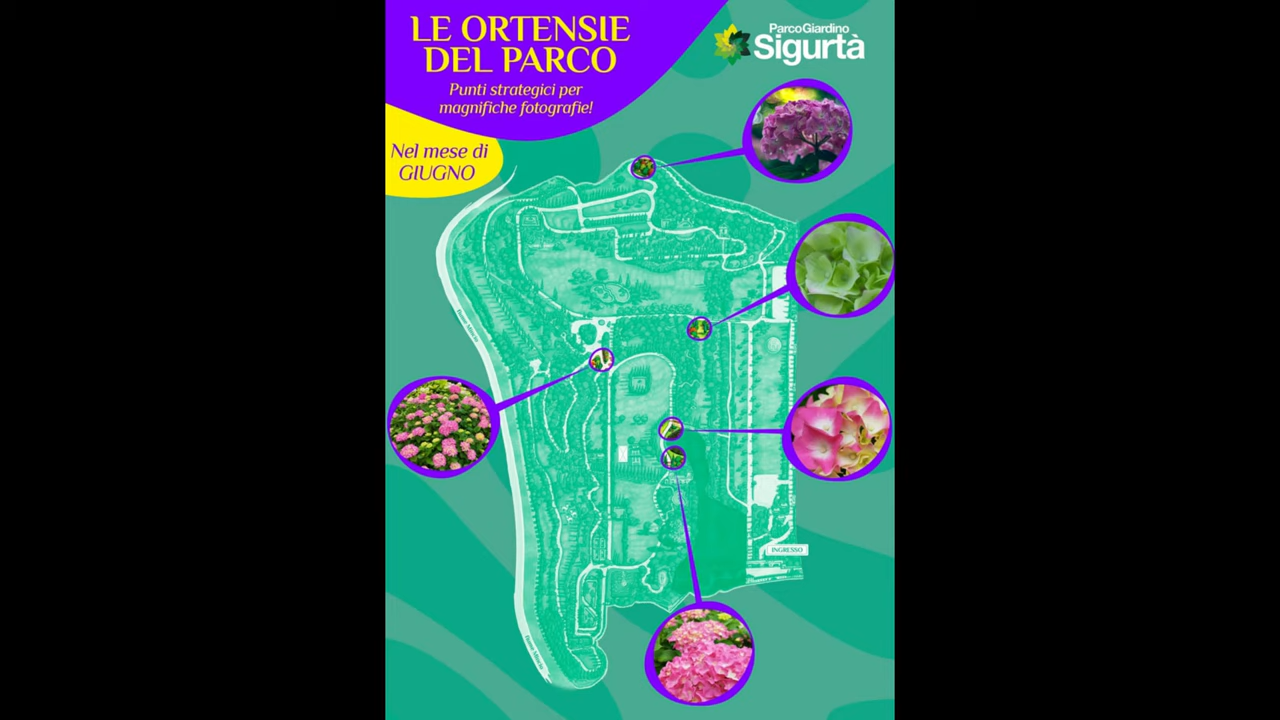 LE ORTENSIE
DEL PARCO
Punti strategici per
magnifiche fotografie!
ParcoGiardino
Sigurtà
Nel mese di
GIUGNO
INGRESSO